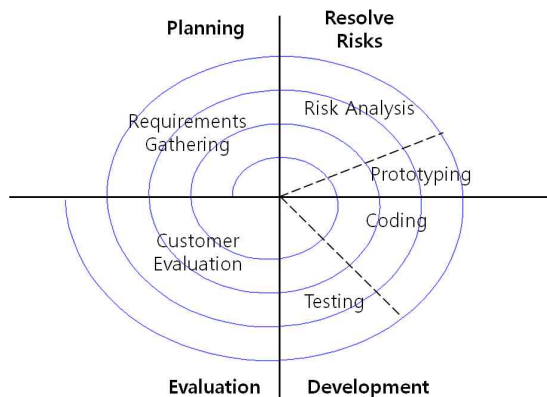 Planning
Resolve
Risks
Risk Analysis
Requirements
Gathering
Prototyping
Coding
Customer
Evaluation
Testing
Evaluation
Development